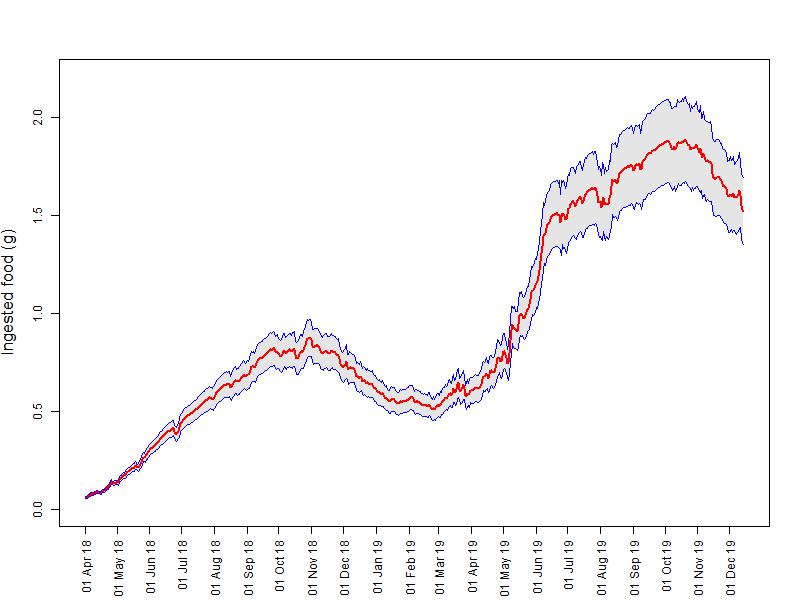 Ingested food (g)
2.0
1.5
1.0
0.5
0.0
01 Apr 18
01 May 18
01 Jun 18
01 Jul 18
01 Aug 18
01 Sep 18
01 Oct 18
01 Nov 18
01 Dec 18
01 Jan 19
01 Feb 19
01 Mar 19
01 Apr 19
01 May 19
01 Jun 19
01 Jul 19
01 Aug 19
01 Sep 19
01 Oct 19
01 Nov 19
01 Dec 19